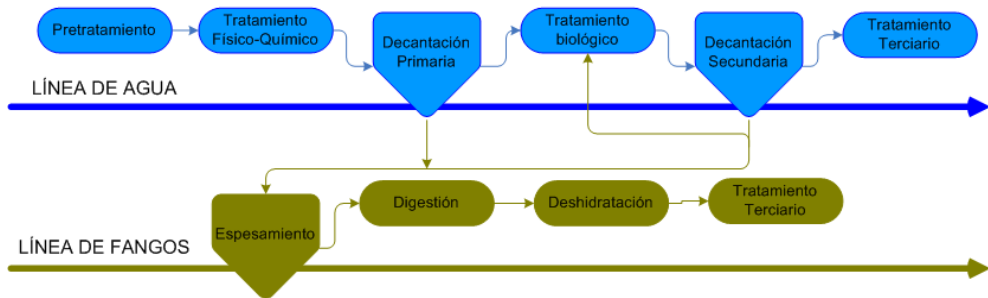 Pretratamiento
Tratamiento
Físico-Químico
Decantación
Primaria
Tratamiento
biológico
Decantación
Secundaria
Tratamiento
Terciario
LÍNEA DE AGUA
Espesamiento
Digestión
Deshidratación
Tratamiento
Terciario
LÍNEA DE FANGOS